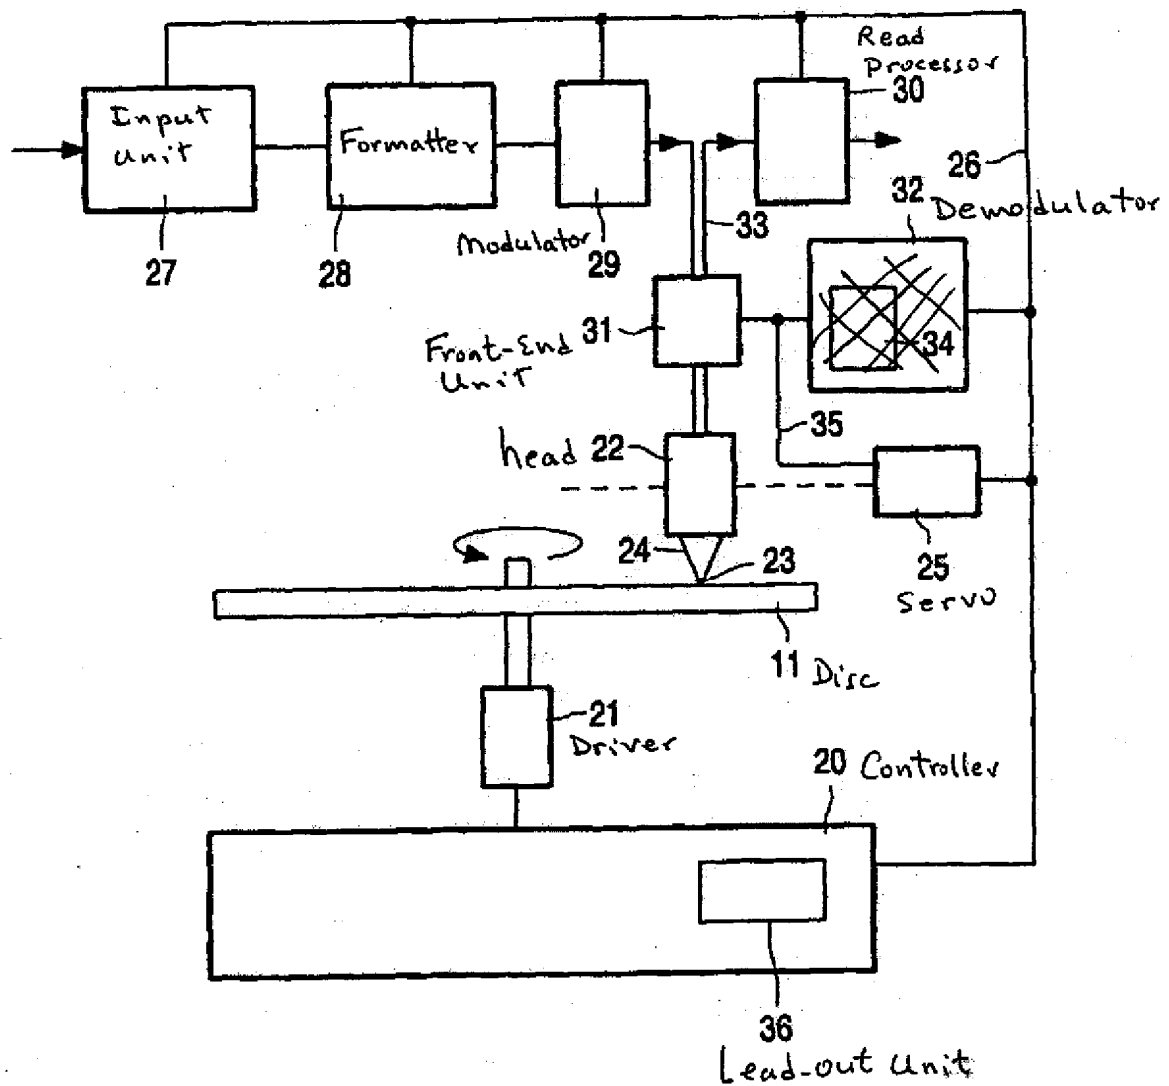 Read
Processor
30
Input
Unit
Formatter
26
32 Demodulator
33
Modulator
27
28
29
31
Front-End
Unit
34
35
head 22
24
23
25
Servo
11 Disc
21
Driver
20 Controller
36
Lead-out Unit